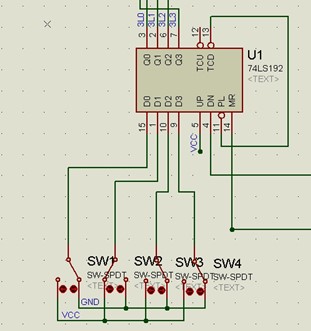 3L0 3L1 3L2 3L3
3 2 6 7 12 13
Q0 Q1 Q2 Q3 TCU TCD
U1
74LS192
<TEXT>
D0 D1 D2 D3 UP DN PL MR
15 1 10 9 5 4 11 14
VCC
SW1 SW2 SW3 SW4
SW-SPDT SW-SPDT SW-SPDT SW-SPDT
<TEXT> <TEXT> <TEXT> <TEXT>
GND
VCC